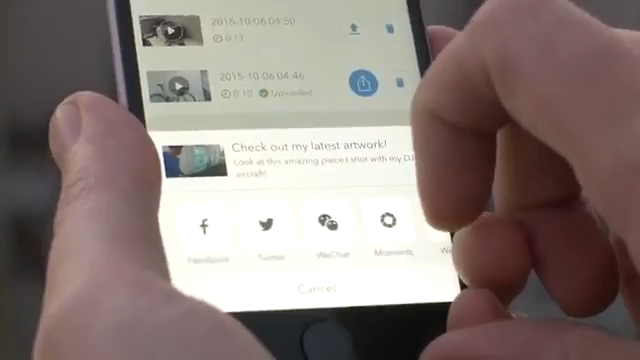 2015-10-06 04:50
0:13
2015-10-06 04:46
0:10 Uploaded
Check out my latest artwork!
Look at this amazing piece I shot with my DJ
aircraft!
Facebook Twitter WeChat Moments
Cancel